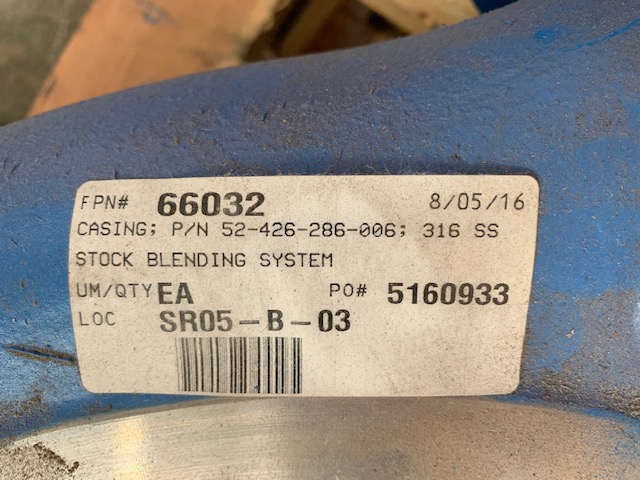 FPN# 66032 8/05/16
CASING; P/N 52-426-286-006; 316 SS
STOCK BLENDING SYSTEM
UM/QTY EA PO# 5160933
LOC SR05-B-03